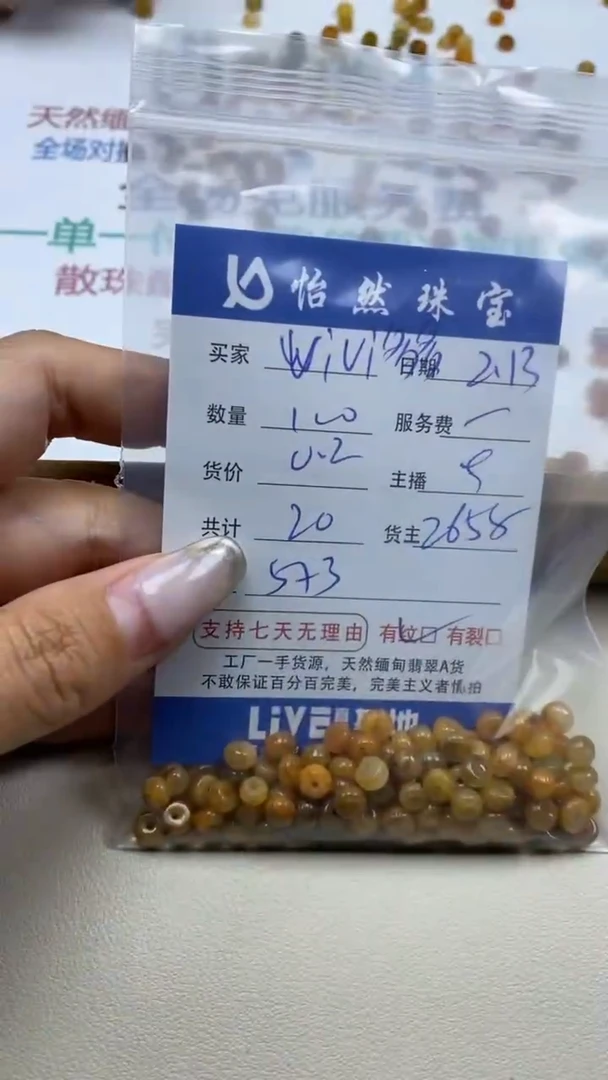 天然缅
全场对
一单一
散珠
怡然珠宝
买家 WiVi 日期 2.13
数量 100 服务费 一
货价 0.2 主播
共计 20 货主 2658
573
支持七天无理由 有纹□ 有裂□
工厂一手货源，天然缅甸翡翠A货
不敢保证百分百完美，完美主义者慎拍
LiVE